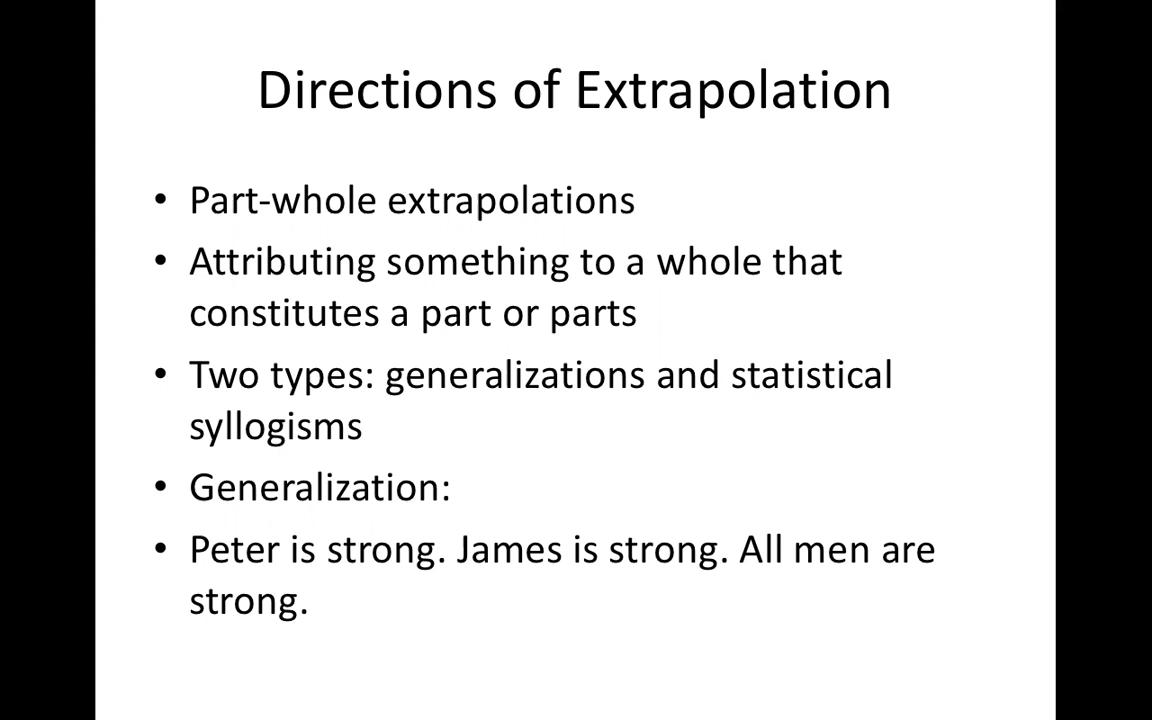 Directions of Extrapolation
• Part-whole extrapolations
• Attributing something to a whole that
constitutes a part or parts
• Two types: generalizations and statistical
syllogisms
• Generalization:
• Peter is strong. James is strong. All men are
strong.